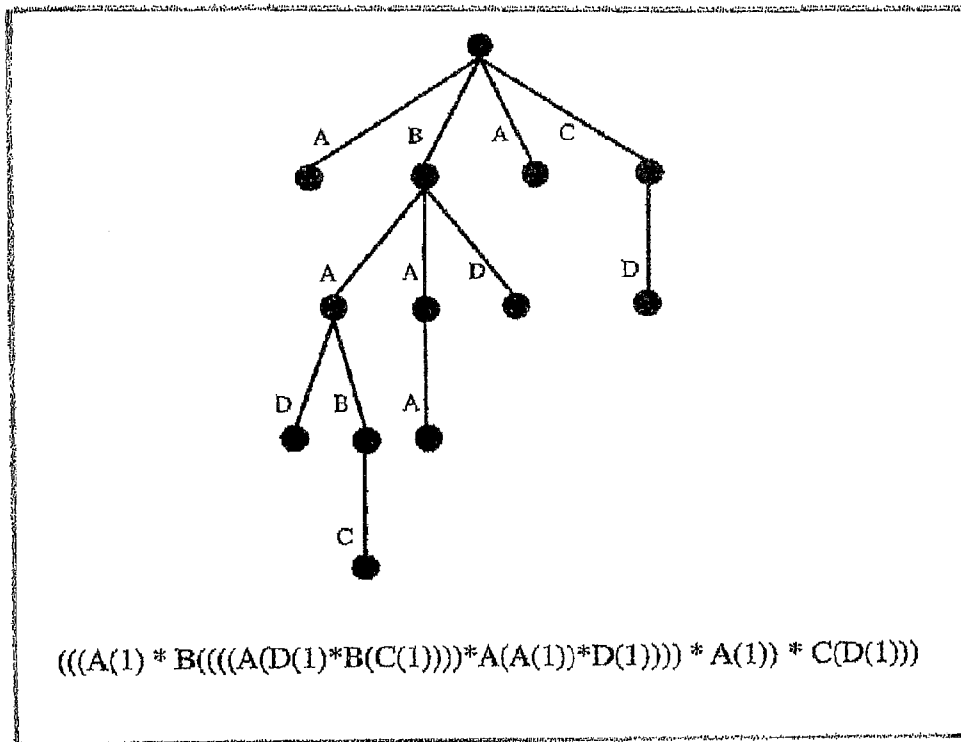 A B A C
A A D D
D B A
C
(((A(1) * B((((A(D(1)*B(C(1))))*A(A(1))*D(1)))) * A(1)) * C(D(1)))